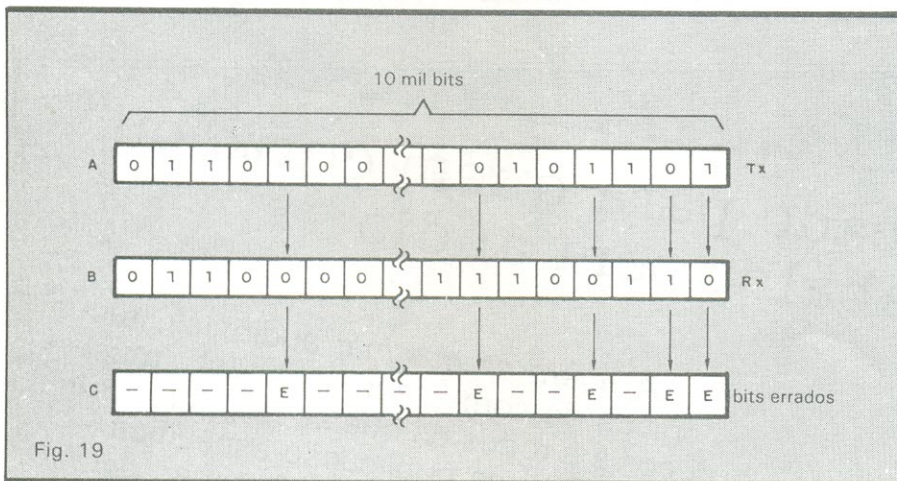 10 mil bits
A 0 1 1 0 1 0 0 1 0 1 0 1 1 0 1 Tx
B 0 1 1 0 0 0 0 1 1 1 0 0 1 1 0 Rx
C — — — — E — — — — E — — E — E E bits errados
Fig. 19